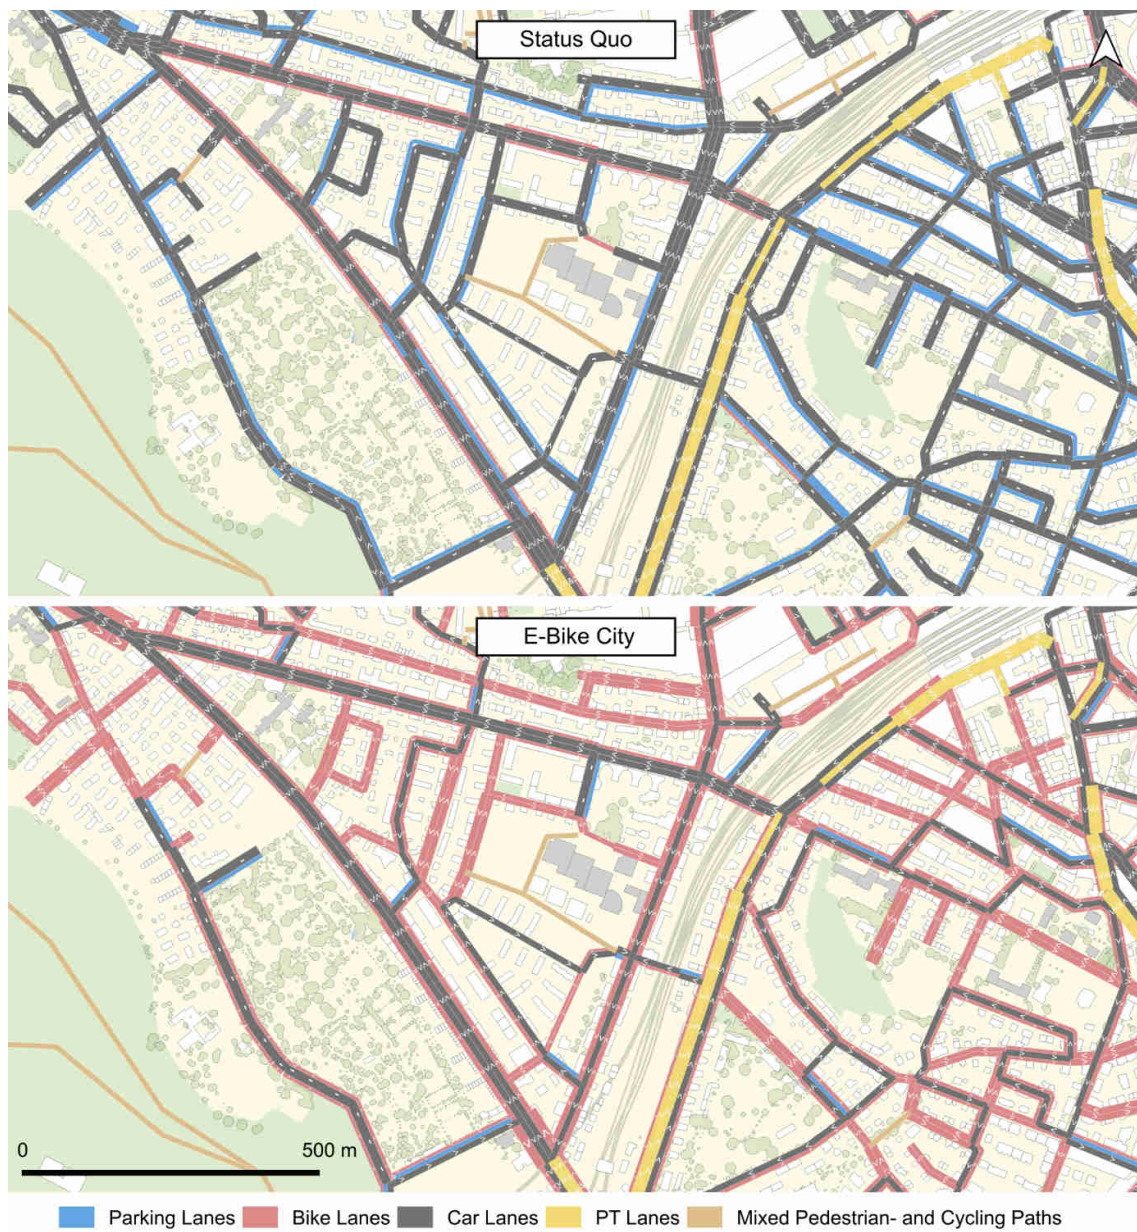 Status Quo
E-Bike City
0 500 m
Parking Lanes Bike Lanes Car Lanes PT Lanes Mixed Pedestrian- and Cycling Paths